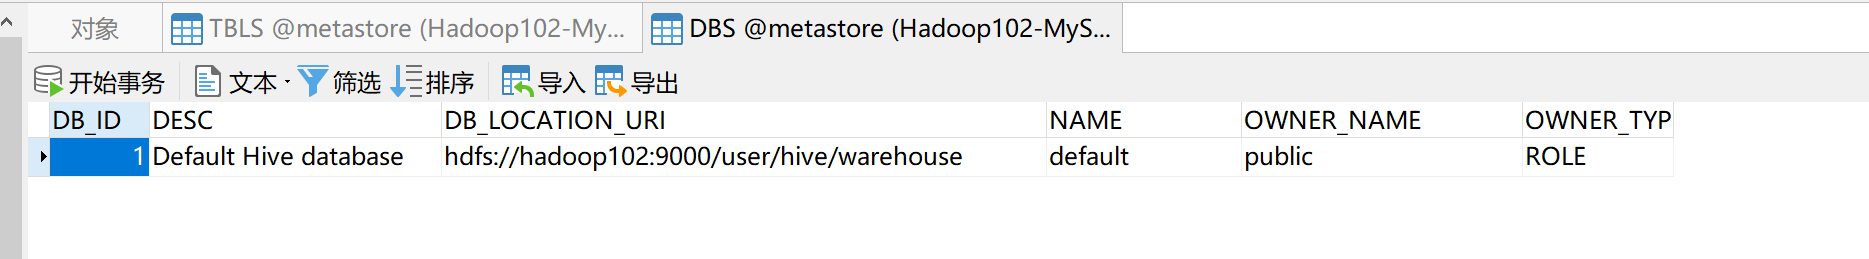 对象 TBLS @metastore (Hadoop102-My... DBS @metastore (Hadoop102-MyS...
开始事务 文本 筛选 排序 导入 导出
DB_ID DESC DB_LOCATION_URI NAME OWNER_NAME OWNER_TYP
1 Default Hive database hdfs://hadoop102:9000/user/hive/warehouse default public ROLE